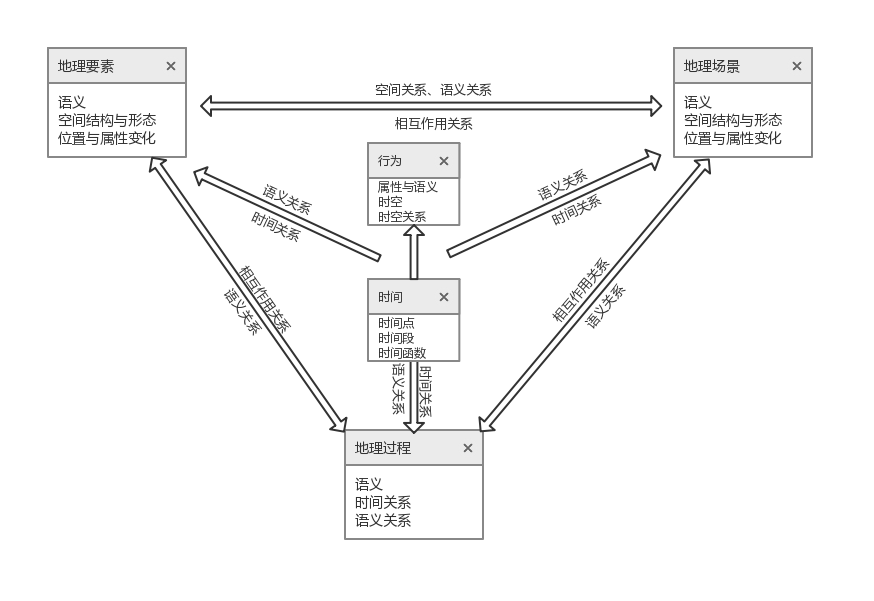 地理要素
语义
空间结构与形态
位置与属性变化
空间关系、语义关系
相互作用关系
地理场景
语义
空间结构与形态
位置与属性变化
行为
属性与语义
时空
时空关系
语义关系
时间关系
语义关系
时间关系
时间
时间点
时间段
时间函数
相互作用关系
语义关系
相互作用关系
语义关系
语义关系
时间关系
地理过程
语义
时间关系
语义关系